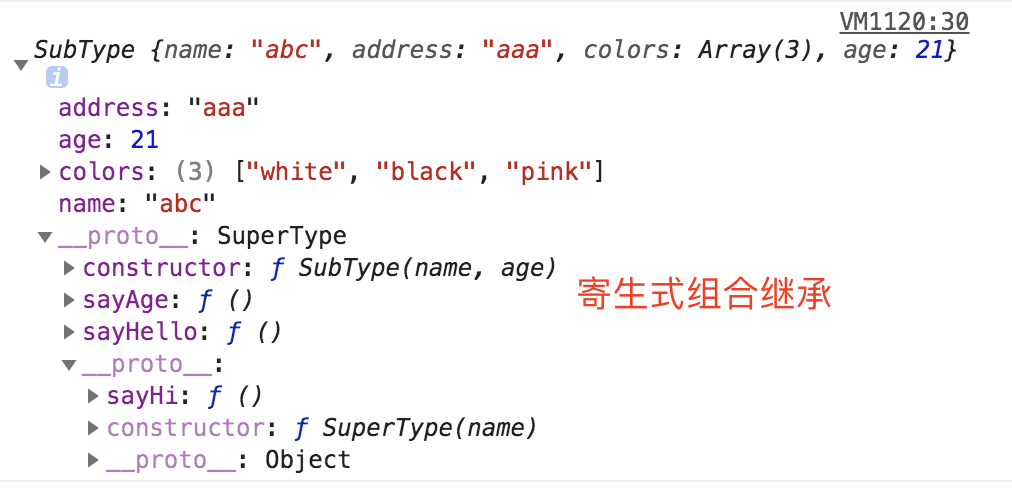 VM1120:30
SubType {name: "abc", address: "aaa", colors: Array(3), age: 21}
i
address: "aaa"
age: 21
colors: (3) ["white", "black", "pink"]
name: "abc"
__proto__: SuperType
constructor: ƒ SubType(name, age)
寄生式组合继承
sayAge: ƒ ()
sayHello: ƒ ()
__proto__:
sayHi: ƒ ()
constructor: ƒ SuperType(name)
__proto__: Object